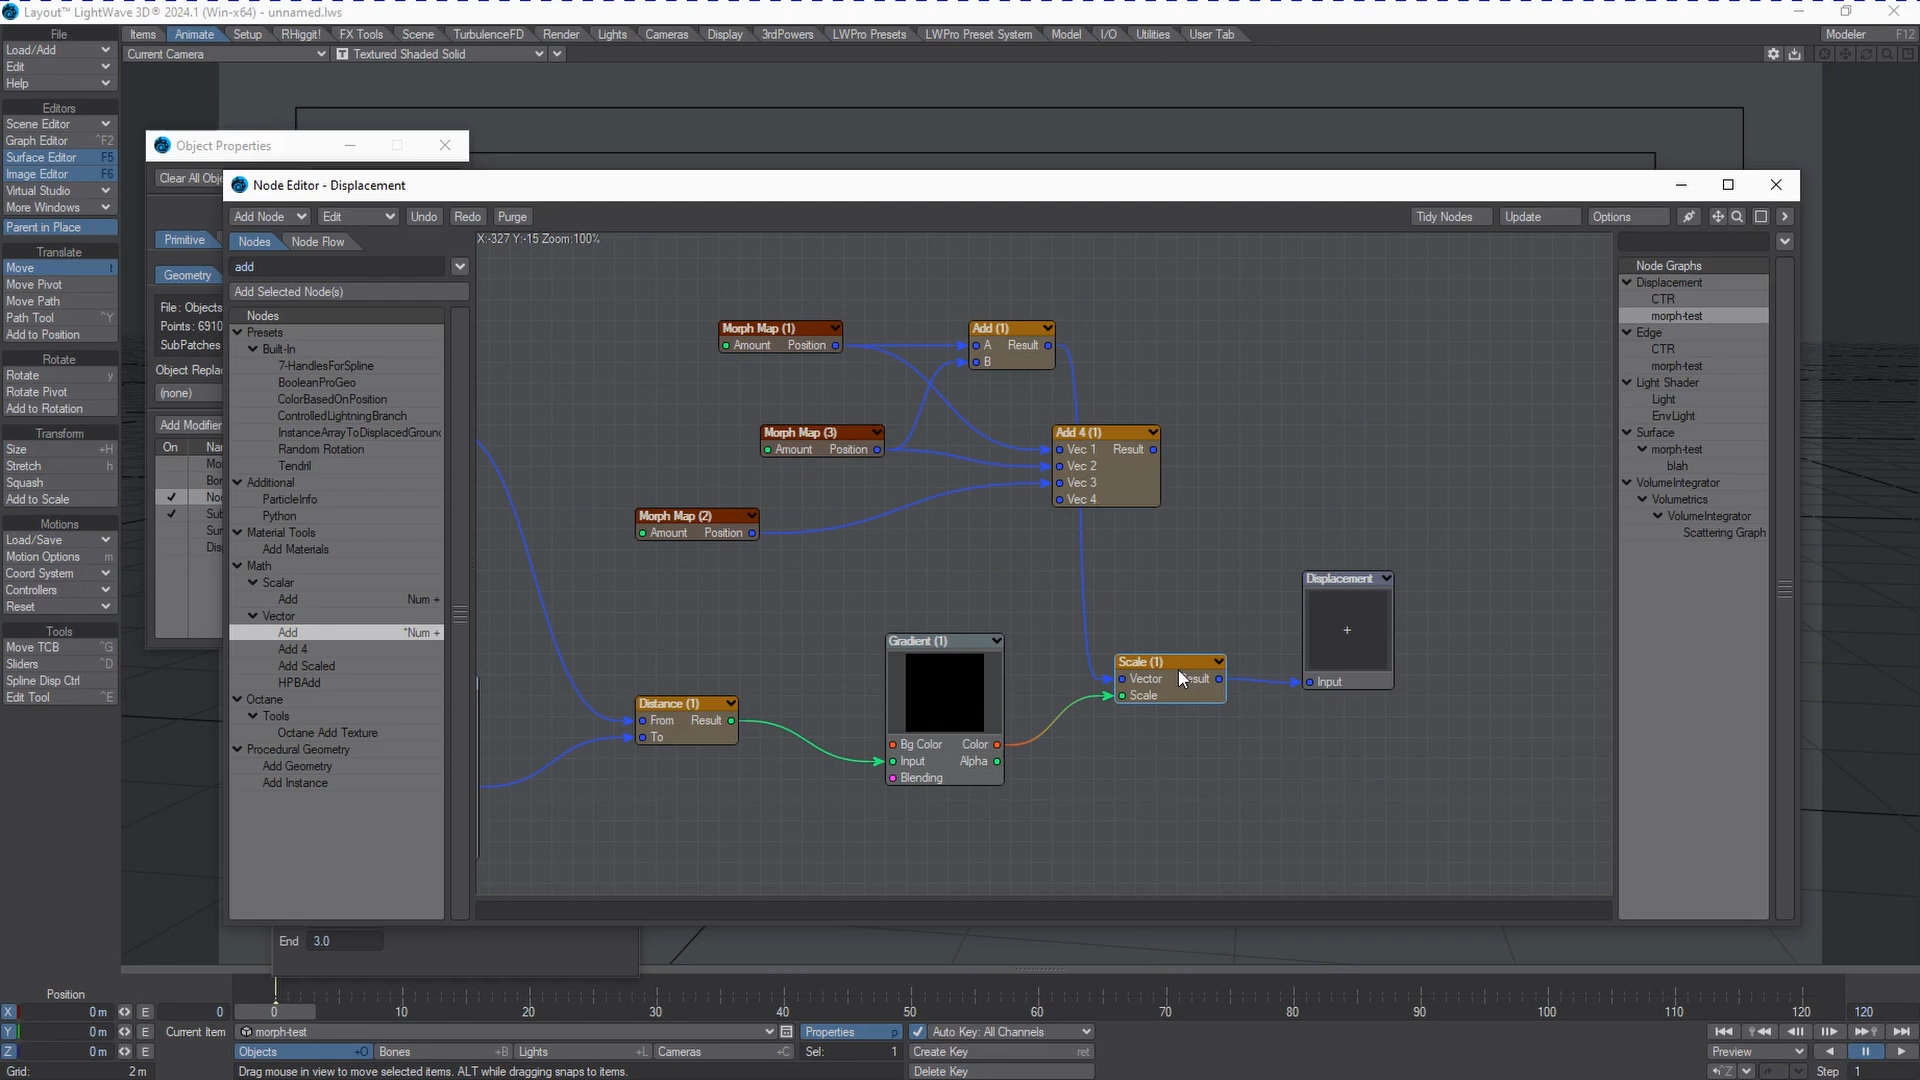 Layout™ LightWave 3D® 2024.1 (Win-x64) - unnamed.lws
File
Items
Animate
Setup
RHiggit!
FX Tools
Scene
TurbulenceFD
Render
Lights
Cameras
Display
3rdPowers
LWPro Presets
LWPro Preset System
Model
I/O
Utilities
User Tab
Modeler F12
Load/Add
Current Camera
Textured Shaded Solid
Edit
Help
Editors
Scene Editor
Graph Editor ^F2
Surface Editor F5
Image Editor F6
Virtual Studio
More Windows
Parent in Place
Translate
Move t
Move Pivot
Move Path
Path Tool ^Y
Add to Position
Rotate
Rotate y
Rotate Pivot
Add to Rotation
Transform
Size +H
Stretch h
Squash
Add to Scale
Motions
Load/Save
Motion Options m
Coord System
Controllers
Reset
Tools
Move TCB ^G
Sliders ^D
Spline Disp Ctrl
Edit Tool ^E
Object Properties
Clear All Obje
Primitive
Geometry
File: Objects
Points: 6910
SubPatches
Object Repla
(none)
Add Modifier
On Na
Mo
Bor
No
Sub
Sur
Dis
Node Editor - Displacement
Add Node
Edit
Undo
Redo
Purge
Tidy Nodes
Update
Options
Nodes
Node Flow
X:-327 Y:-15 Zoom:100%
add
Add Selected Node(s)
Nodes
Presets
Built-In
7-HandlesForSpline
BooleanProGeo
ColorBasedOnPosition
ControlledLightningBranch
InstanceArrayToDisplacedGround
Random Rotation
Tendril
Additional
ParticleInfo
Python
Material Tools
Add Materials
Math
Scalar
Add Num +
Vector
Add *Num +
Add 4
Add Scaled
HPBAdd
Octane
Tools
Octane Add Texture
Procedural Geometry
Add Geometry
Add Instance
Morph Map (1)
Amount Position
Add (1)
A Result
B
Morph Map (3)
Amount Position
Add 4 (1)
Vec 1 Result
Vec 2
Vec 3
Vec 4
Morph Map (2)
Amount Position
Displacement
Input
Gradient (1)
Bg Color Color
Input Alpha
Blending
Scale (1)
Vector esult
Scale
Distance (1)
From Result
To
Node Graphs
Displacement
CTR
morph-test
Edge
CTR
morph-test
Light Shader
Light
EnvLight
Surface
morph-test
blah
VolumeIntegrator
Volumetrics
VolumeIntegrator
Scattering Graph
End 3.0
Position
X 0 m E 0
0 10 20 30 40 50 60 70 80 90 100 110 120 120
Y 0 m E Current Item morph-test Properties p Auto Key: All Channels
Z 0 m E Objects +O Bones +B Lights +L Cameras +C Sel: 1 Create Key ret Preview
Grid: 2 m Drag mouse in view to move selected items. ALT while dragging snaps to items. Delete Key ^Z Step 1